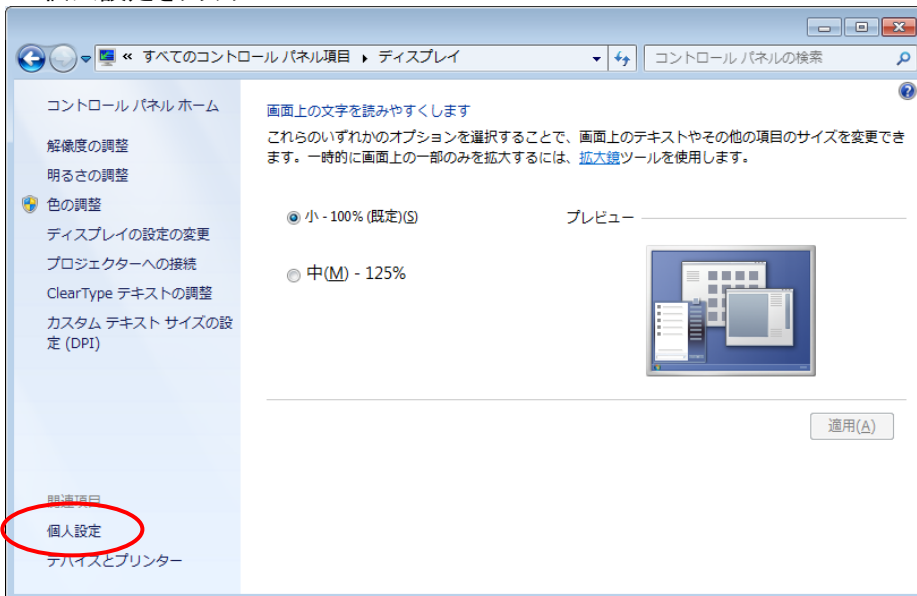 « すべてのコントロール パネル項目 ▸ ディスプレイ
コントロール パネルの検索
コントロール パネル ホーム
解像度の調整
明るさの調整
色の調整
ディスプレイの設定の変更
プロジェクターへの接続
ClearType テキストの調整
カスタム テキスト サイズの設
定 (DPI)
関連項目
個人設定
デバイスとプリンター
画面上の文字を読みやすくします
これらのいずれかのオプションを選択することで、画面上のテキストやその他の項目のサイズを変更でき
ます。一時的に画面上の一部のみを拡大するには、拡大鏡ツールを使用します。
小 - 100% (既定)(S)
プレビュー
中(M) - 125%
適用(A)